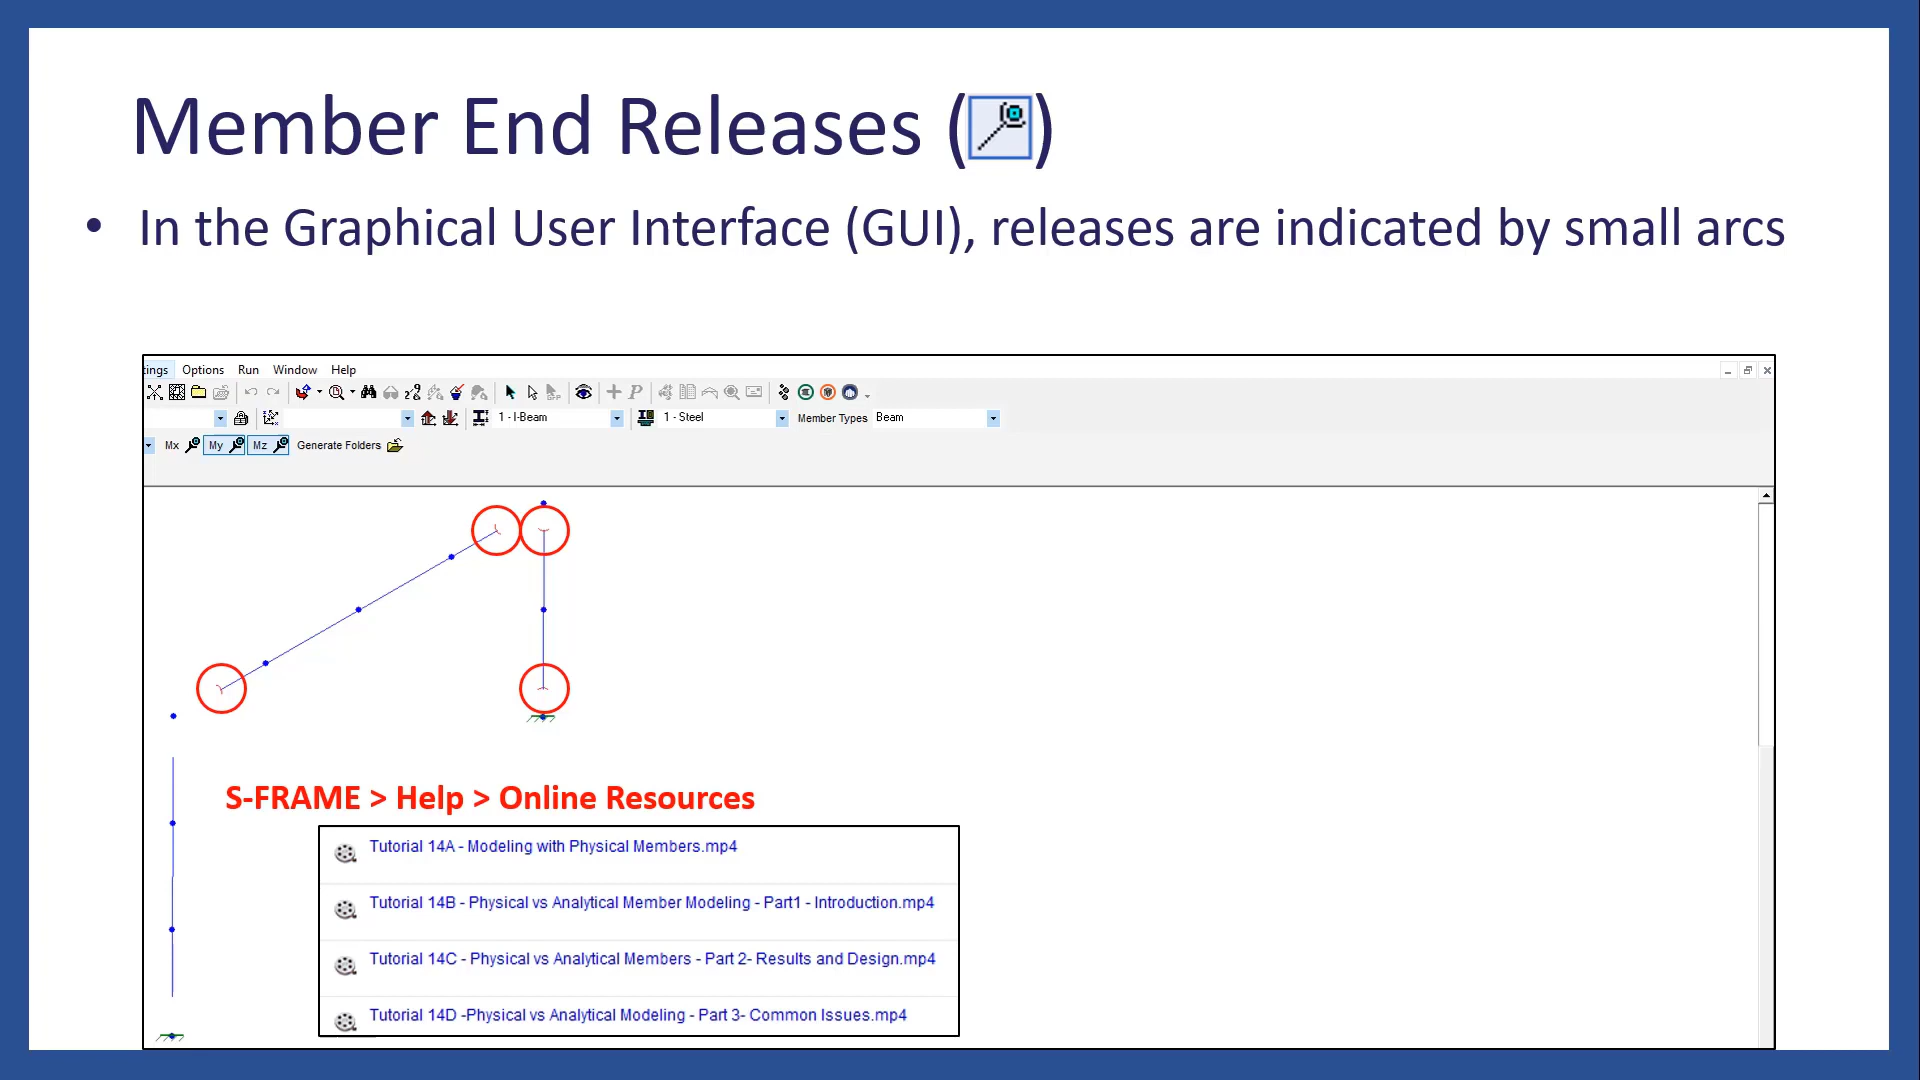 Member End Releases ()
• In the Graphical User Interface (GUI), releases are indicated by small arcs
tings Options Run Window Help
1 - I-Beam 1 - Steel Member Types Beam
Mx My Mz Generate Folders
S-FRAME > Help > Online Resources
Tutorial 14A - Modeling with Physical Members.mp4
Tutorial 14B - Physical vs Analytical Member Modeling - Part1 - Introduction.mp4
Tutorial 14C - Physical vs Analytical Members - Part 2- Results and Design.mp4
Tutorial 14D -Physical vs Analytical Modeling - Part 3- Common Issues.mp4